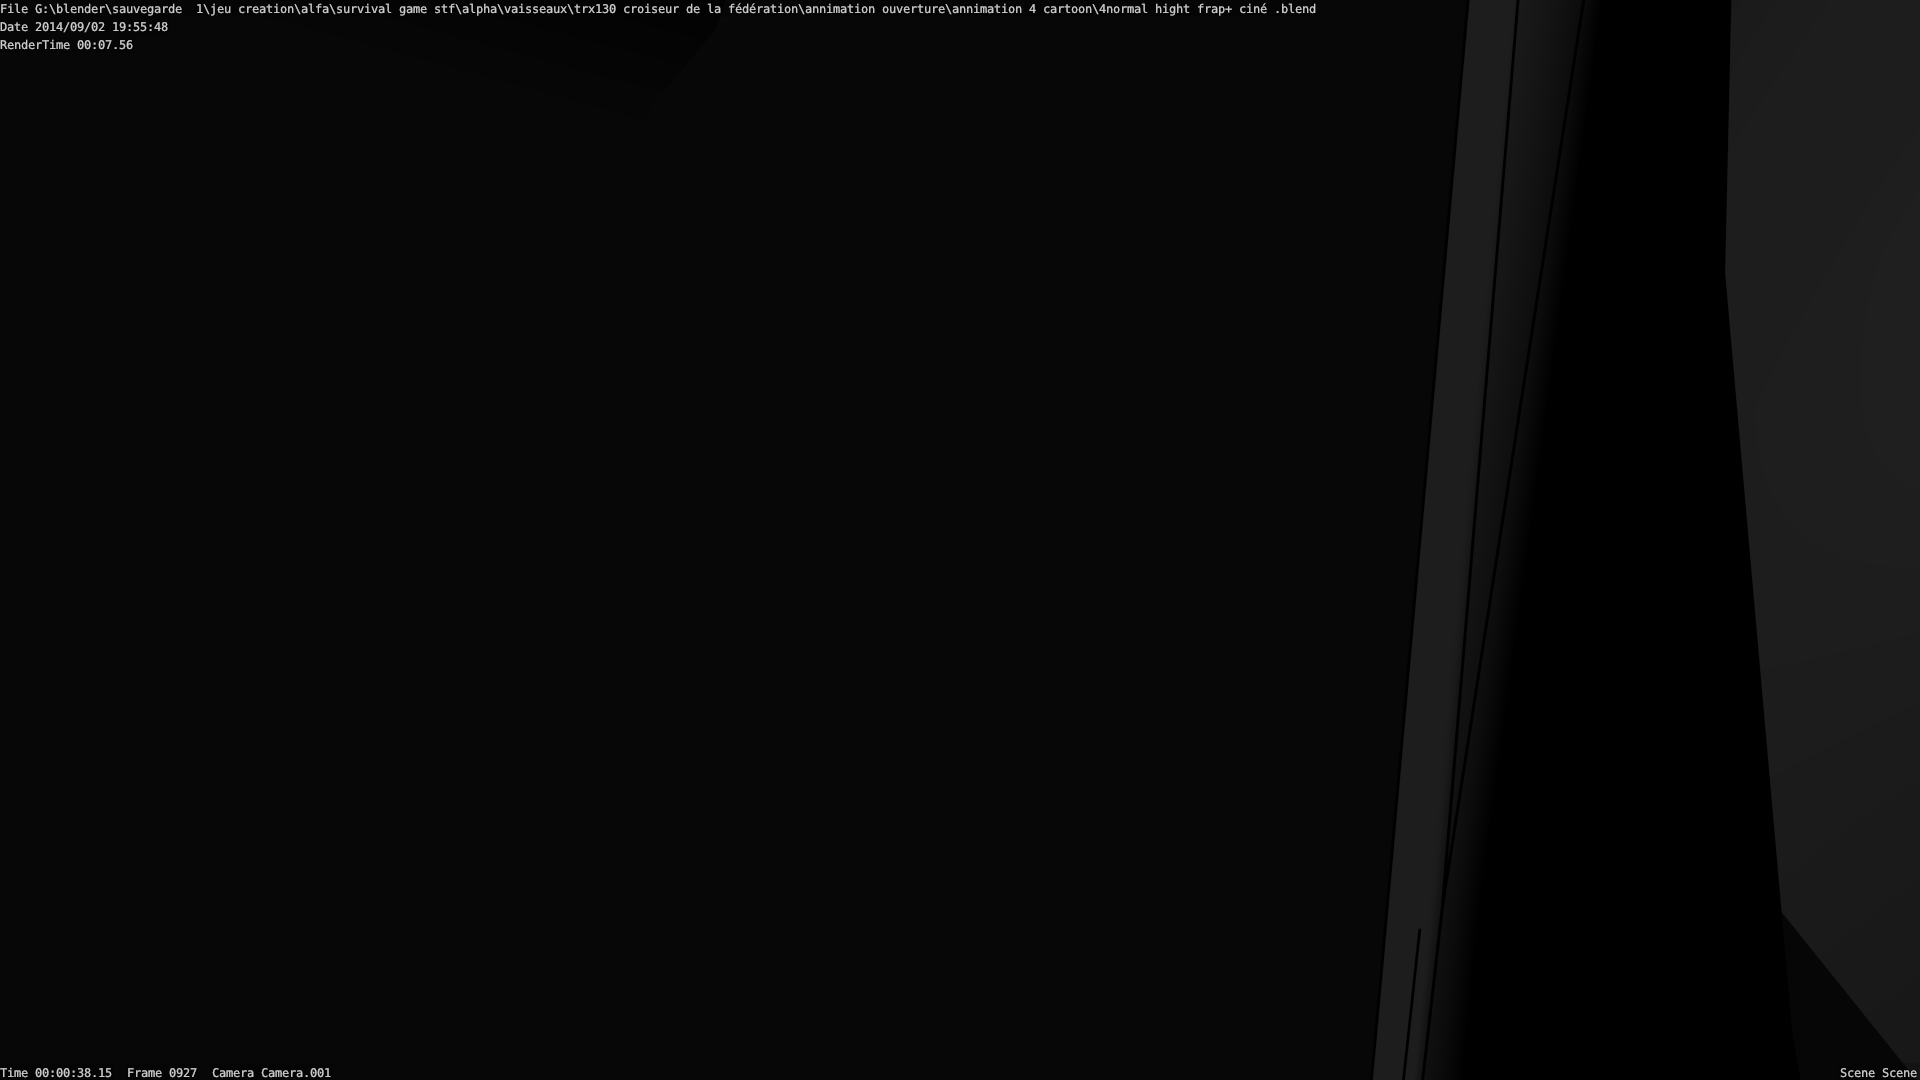 File G:\blender\sauvegarde  1\jeu creation\alfa\survival game stf\alpha\vaisseaux\trx130 croiseur de la fédération\annimation ouverture\annimation 4 cartoon\4normal hight frap+ ciné .blend
Date 2014/09/02 19:55:48
RenderTime 00:07.56
Time 00:00:38.15  Frame 0927  Camera Camera.001
Scene Scene